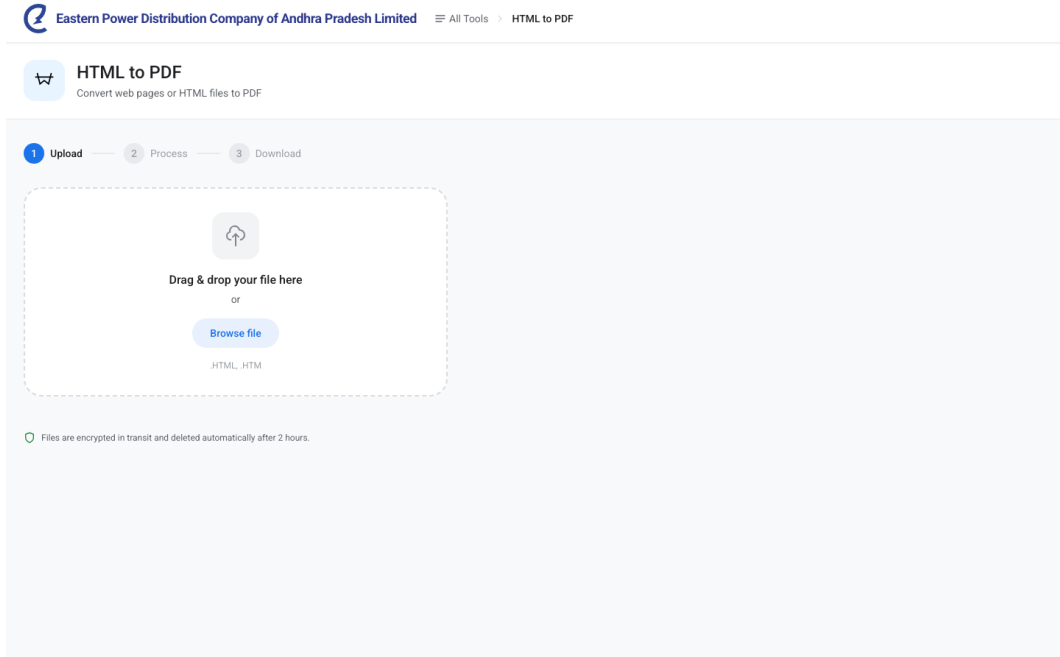 Eastern Power Distribution Company of Andhra Pradesh Limited All Tools > HTML to PDF
HTML to PDF
Convert web pages or HTML files to PDF
1 Upload 2 Process 3 Download
Drag & drop your file here
or
Browse file
.HTML, .HTM
Files are encrypted in transit and deleted automatically after 2 hours.